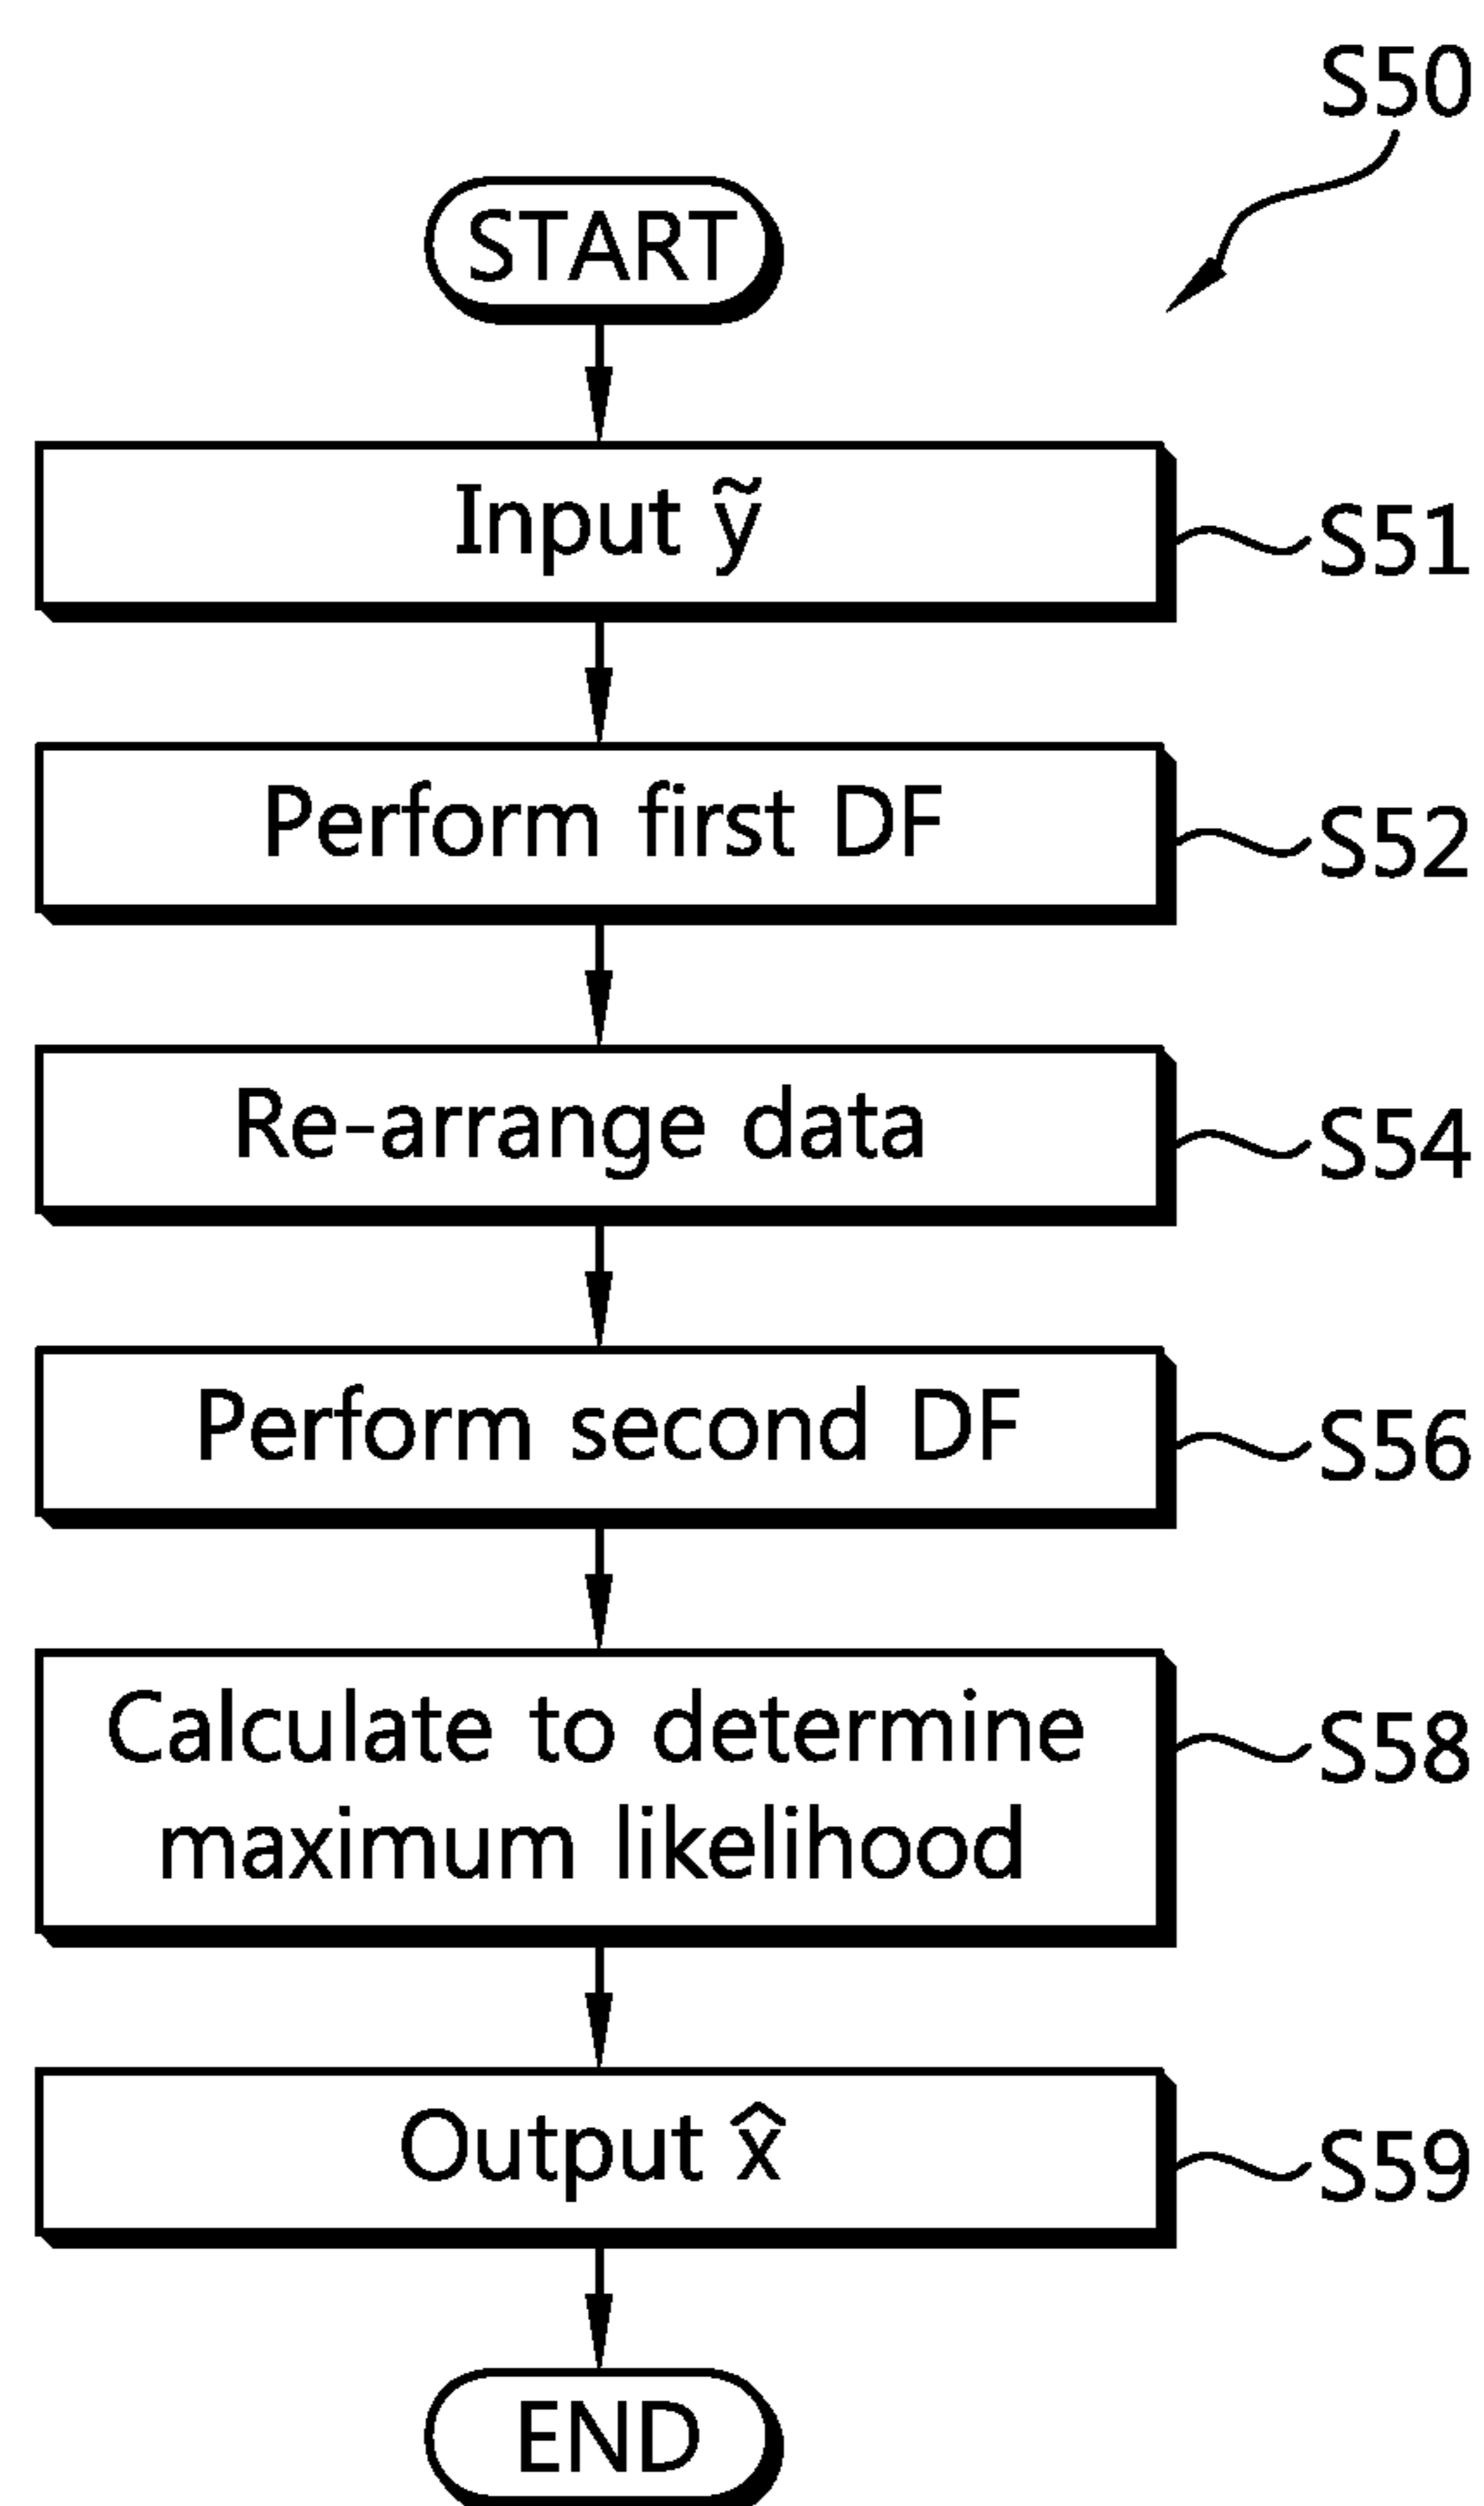 S50
START
Input ỹ
S51
Perform first DF
S52
Re-arrange data
S54
Perform second DF
S56
Calculate to determine
maximum likelihood
S58
Output x̂
S59
END